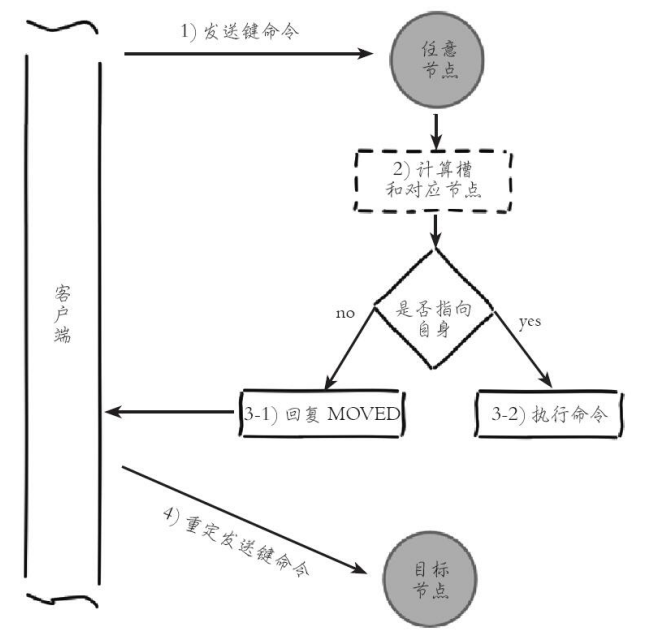 1) 发送键命令
任意
节点
2) 计算槽
和对应节点
客
户
端
是否指向
自身
no
yes
3-1) 回复 MOVED
3-2) 执行命令
4) 重定发送键命令
目标
节点